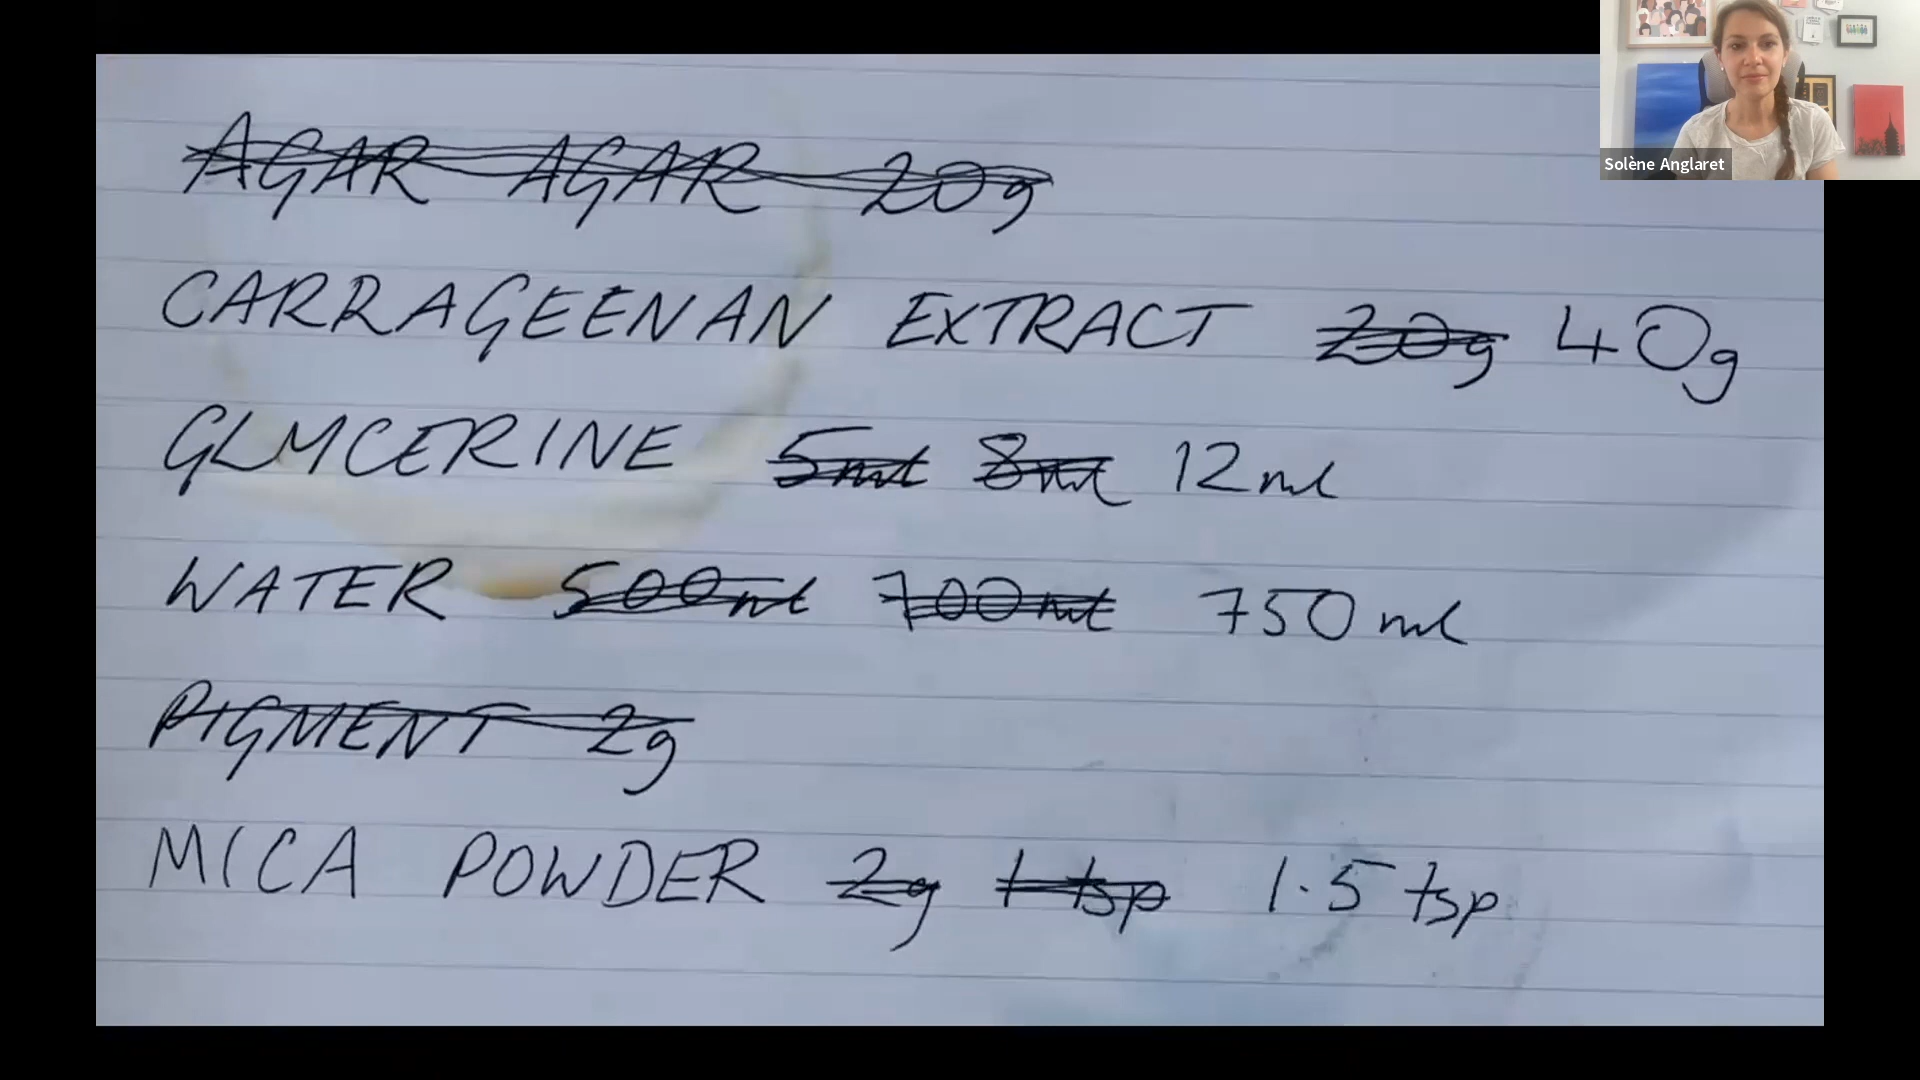 AGAR AGAR 20g
CARRAGEENAN EXTRACT 20g 40g
GLYCERINE 5ml 8ml 12ml
WATER 500ml 700ml 750ml
PIGMENT 2g
MICA POWDER 2g 1 tsp 1.5 tsp
Solène Anglaret